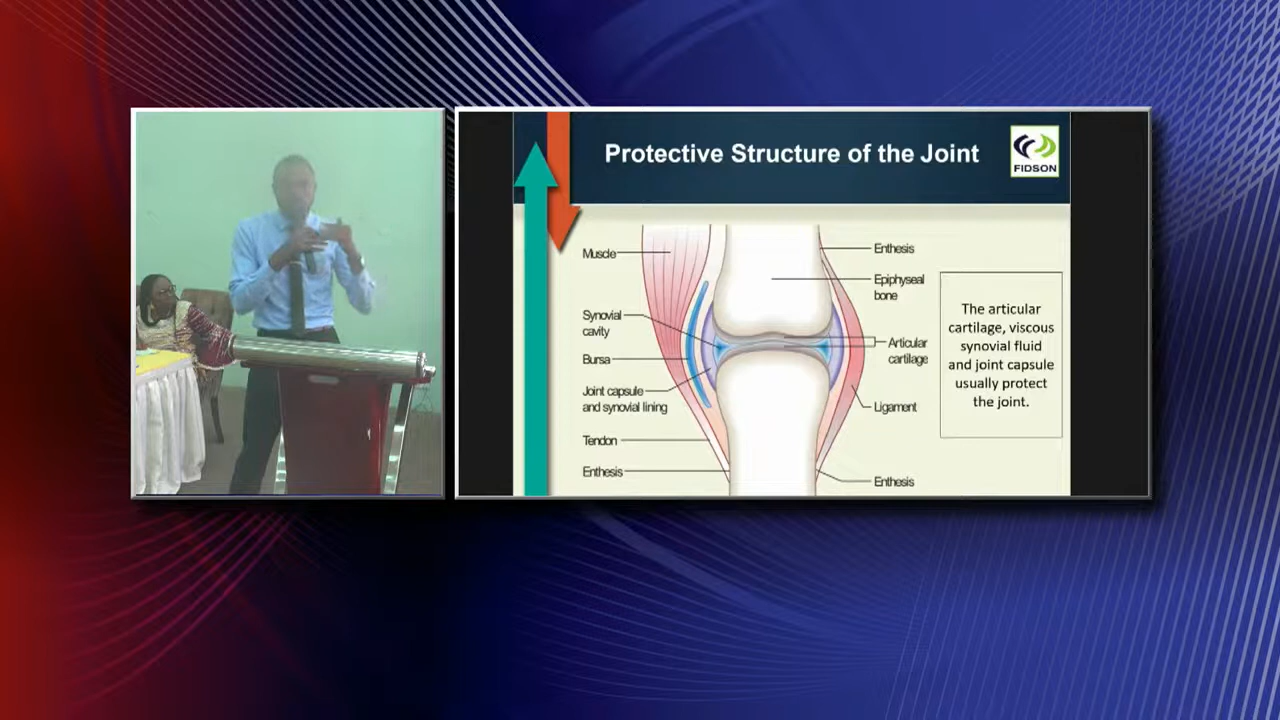 Protective Structure of the Joint
FIDSON
Muscle
Synovial
cavity
Bursa
Joint capsule
and synovial lining
Tendon
Enthesis
Enthesis
Epiphyseal
bone
Articular
cartilage
Ligament
Enthesis
The articular
cartilage, viscous
synovial fluid
and joint capsule
usually protect
the joint.